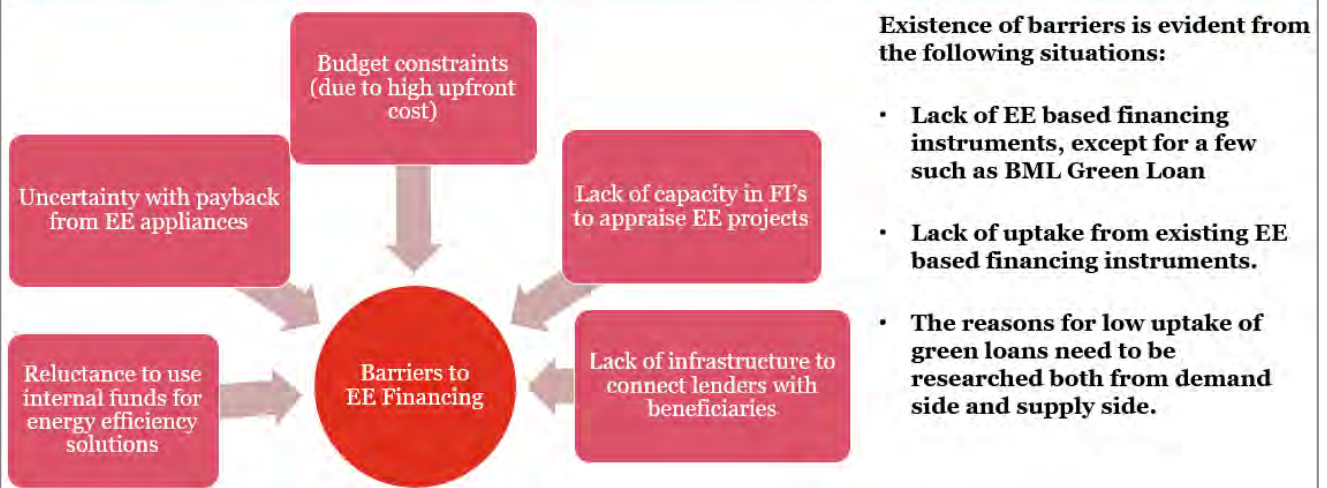 Budget constraints
(due to high upfront
cost)
Uncertainty with payback
from EE appliances
Lack of capacity in FI's
to appraise EE projects
Reluctance to use
internal funds for
energy efficiency
solutions
Barriers to
EE Financing
Lack of infrastructure to
connect lenders with
beneficiaries
Existence of barriers is evident from
the following situations:
• Lack of EE based financing
instruments, except for a few
such as BML Green Loan
• Lack of uptake from existing EE
based financing instruments.
• The reasons for low uptake of
green loans need to be
researched both from demand
side and supply side.